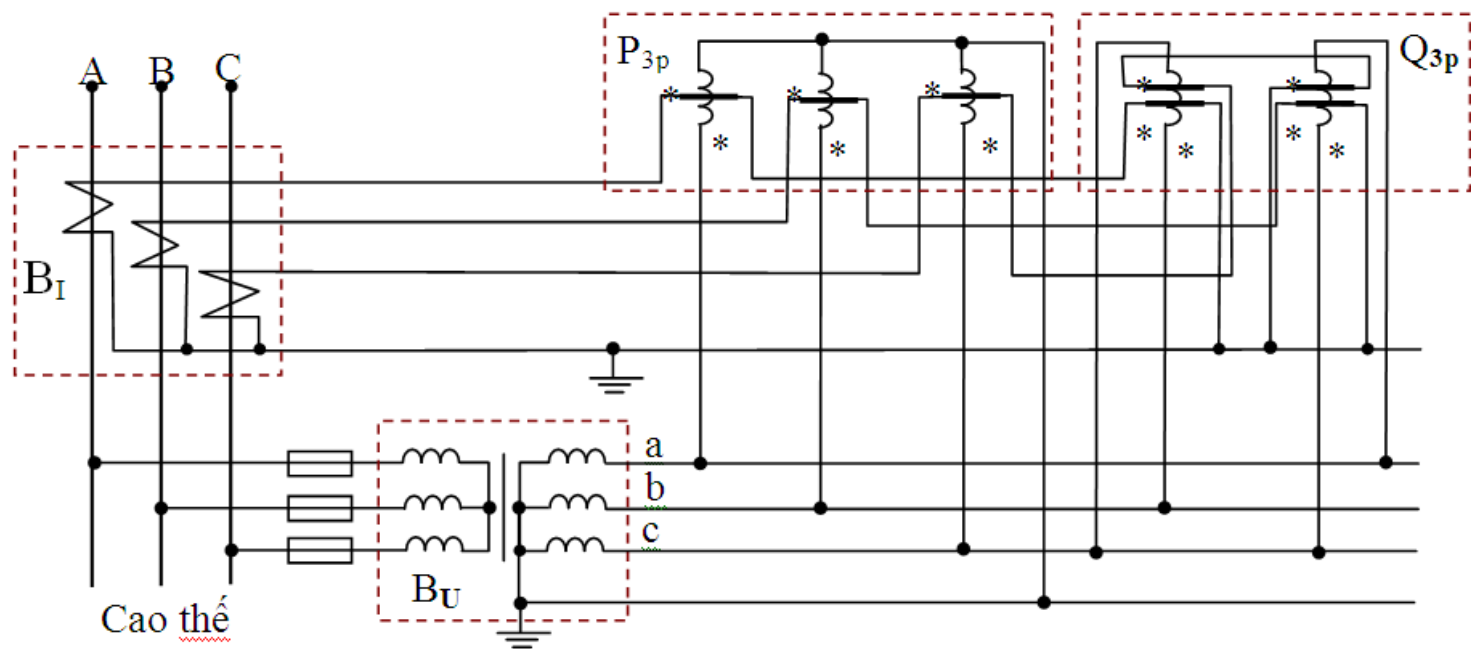 A B C
P3p
Q3p
* * * * *
* * * * * * *
BI
a
b
c
BU
Cao thế